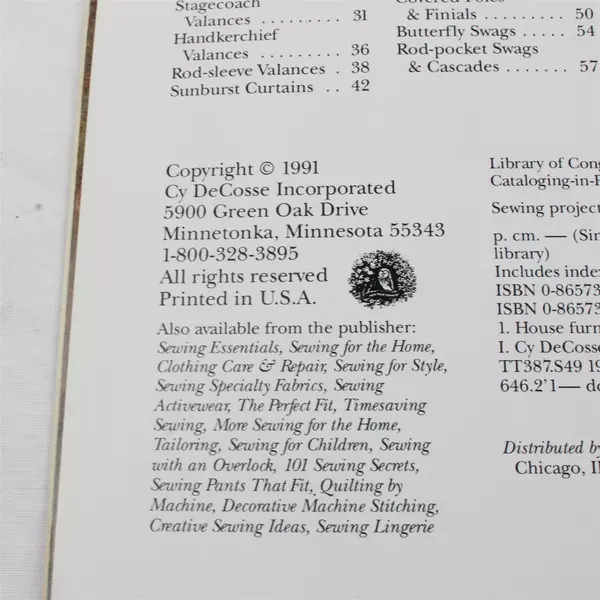 Stagecoach
Valances ..... 31
Handkerchief
Valances ..... 36
Rod-sleeve Valances . 38
Sunburst Curtains .. 42
& Finials ......... 50
Butterfly Swags ..... 54
Rod-pocket Swags
& Cascades ....... 57
Copyright © 1991
Cy DeCosse Incorporated
5900 Green Oak Drive
Minnetonka, Minnesota 55343
1-800-328-3895
All rights reserved
Printed in U.S.A.
Also available from the publisher:
Sewing Essentials, Sewing for the Home,
Clothing Care & Repair, Sewing for Style,
Sewing Specialty Fabrics, Sewing
Activewear, The Perfect Fit, Timesaving
Sewing, More Sewing for the Home,
Tailoring, Sewing for Children, Sewing
with an Overlock, 101 Sewing Secrets,
Sewing Pants That Fit, Quilting by
Machine, Decorative Machine Stitching,
Creative Sewing Ideas, Sewing Lingerie
Library of Con
Cataloging-in-
Sewing project
p. cm. — (Sin
library)
Includes inde
ISBN 0-8657
ISBN 0-8657
1. House furn
I. Cy DeCosse
TT387.S49 19
646.2'1— d
Distributed b
Chicago, Il